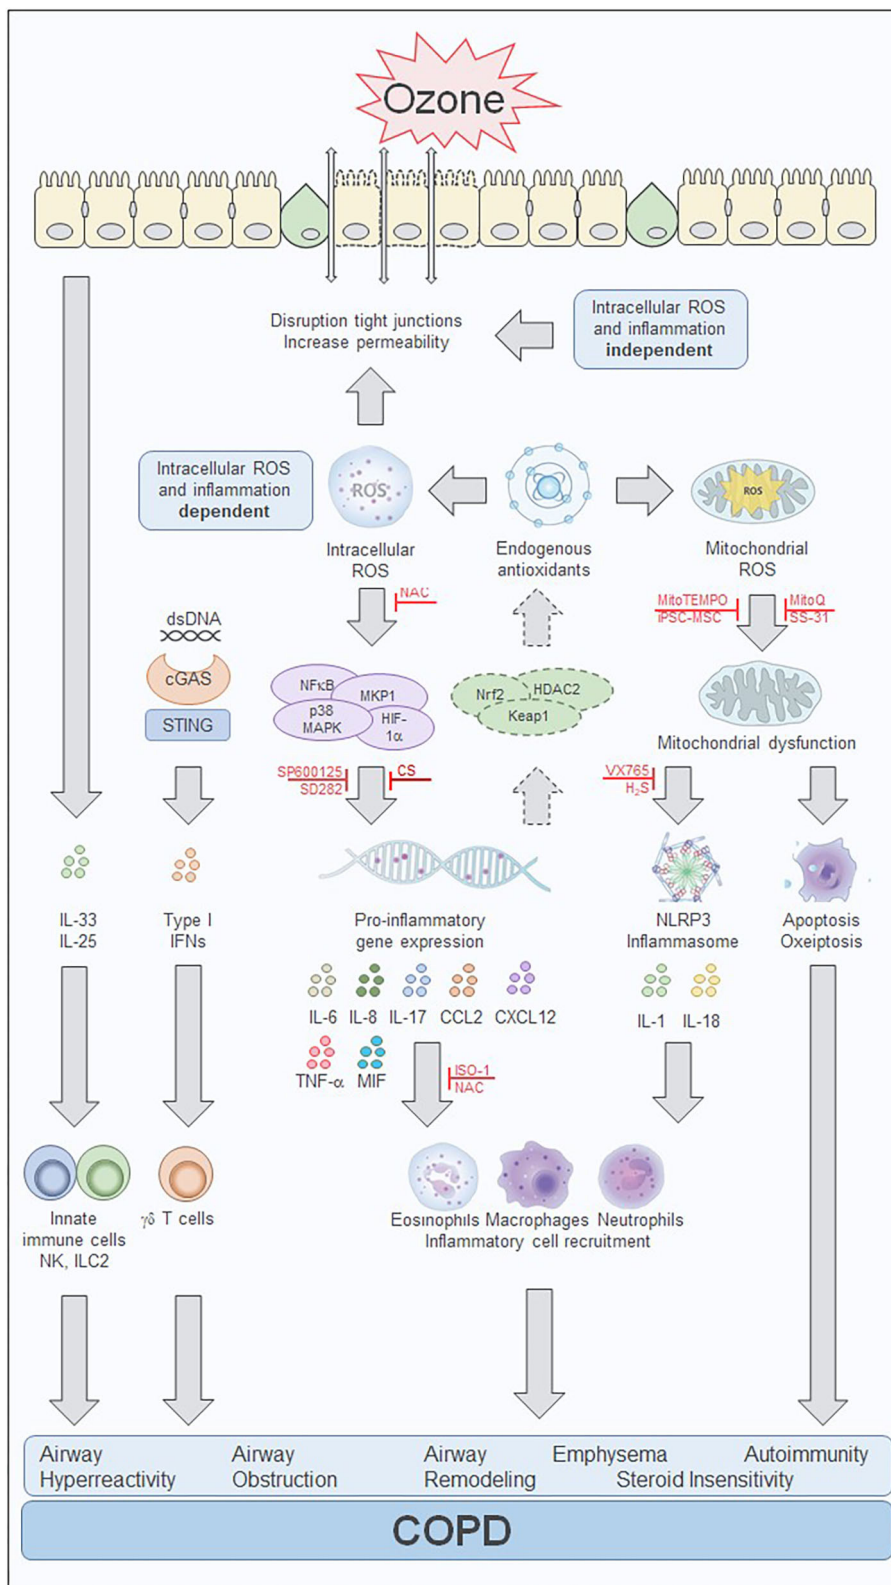 Ozone
Disruption tight junctions
Increase permeability
Intracellular ROS
and inflammation
independent
Intracellular ROS
and inflammation
dependent
ROS
ROS
Intracellular
ROS
Endogenous
antioxidants
Mitochondrial
ROS
NAC
MitoTEMPO
iPSC-MSC
MitoQ
SS-31
dsDNA
cGAS
STING
NFκB
MKP1
p38
MAPK
HIF-
1α
Nrf2
HDAC2
Keap1
Mitochondrial dysfunction
SP600125
SD282
CS
VX765
H₂S
IL-33
IL-25
Type I
IFNs
Pro-inflammatory
gene expression
NLRP3
Inflammasome
Apoptosis
Oxeiptosis
IL-6 IL-8 IL-17 CCL2 CXCL12
IL-1 IL-18
TNF-α MIF
ISO-1
NAC
Innate
immune cells
NK, ILC2
γδ T cells
Eosinophils Macrophages Neutrophils
Inflammatory cell recruitment
Airway
Hyperreactivity
Airway
Obstruction
Airway
Remodeling
Emphysema
Steroid Insensitivity
Autoimmunity
COPD